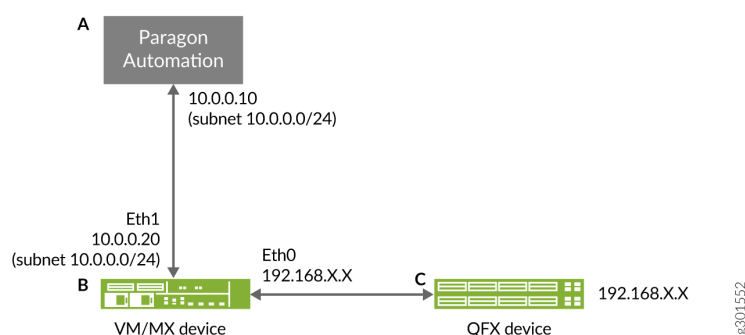 A
Paragon
Automation
10.0.0.10
(subnet 10.0.0.0/24)
Eth1
10.0.0.20
(subnet 10.0.0.0/24)
Eth0
192.168.X.X
B
C
192.168.X.X
VM/MX device
QFX device
g301552